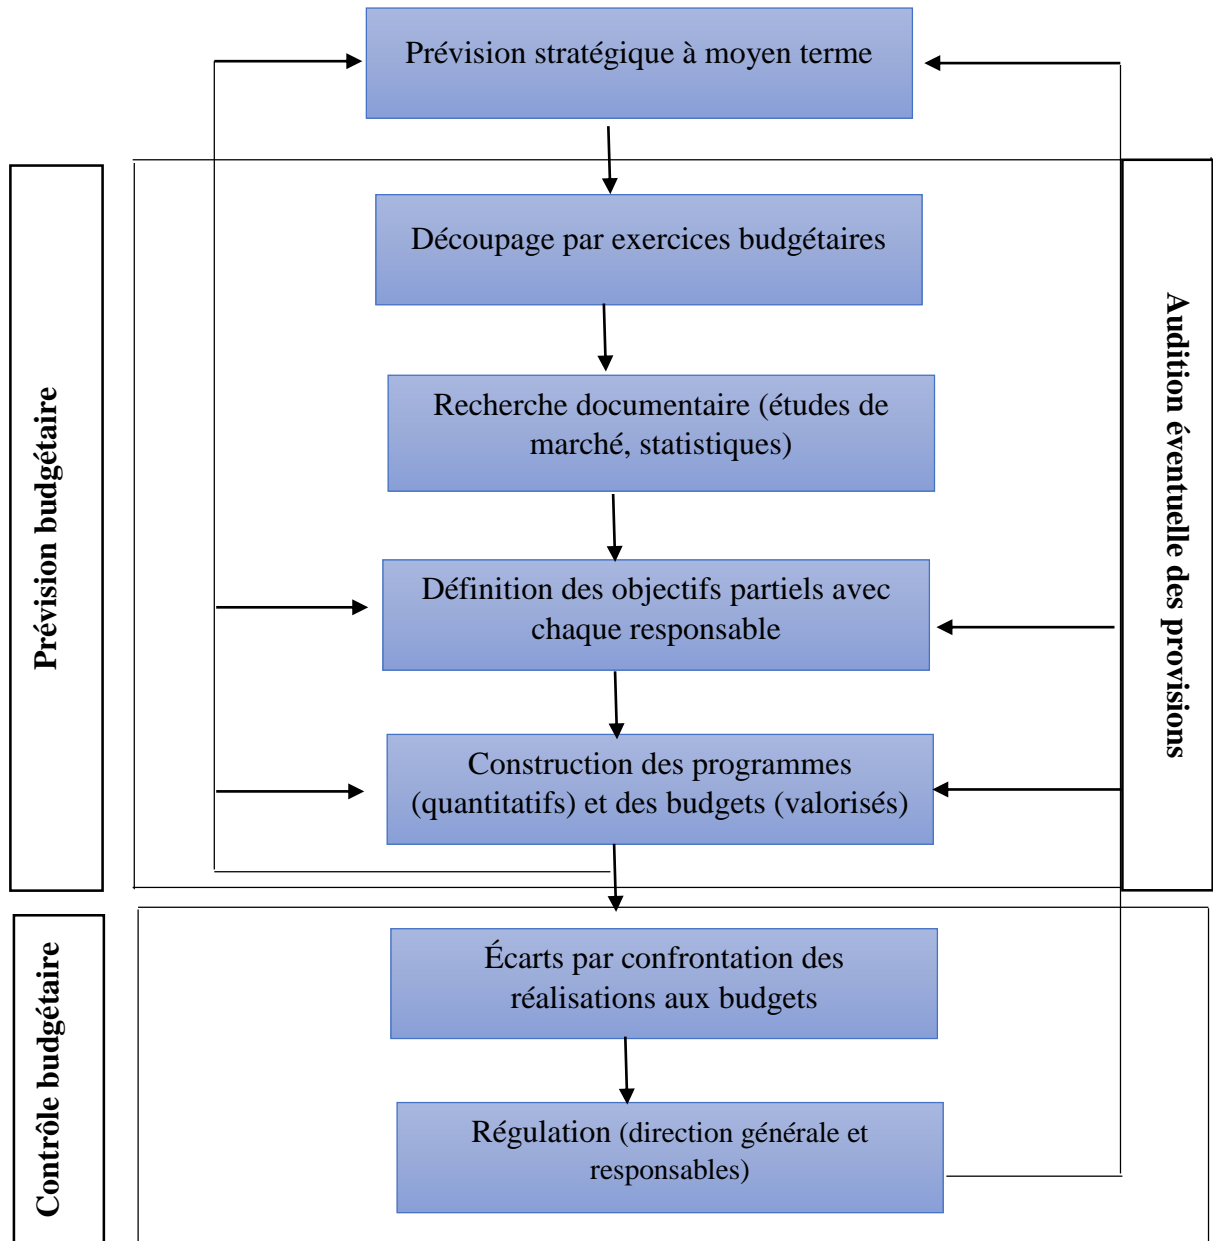 Prévision stratégique à moyen terme
Prévision budgétaire
Découpage par exercices budgétaires
Recherche documentaire (études de
marché, statistiques)
Définition des objectifs partiels avec
chaque responsable
Construction des programmes
(quantitatifs) et des budgets (valorisés)
Audition éventuelle des provisions
Contrôle budgétaire
Écarts par confrontation des
réalisations aux budgets
Régulation (direction générale et
responsables)